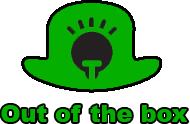 Out of the box